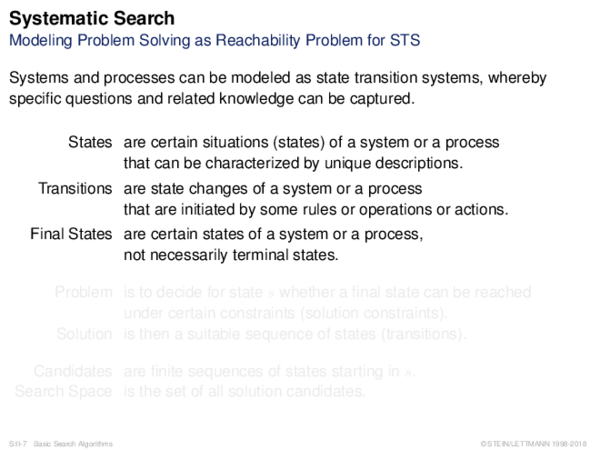 Systematic Search
Modeling Problem Solving as Reachability Problem for STS
Systems and processes can be modeled as state transition systems, whereby
specific questions and related knowledge can be captured.
States are certain situations (states) of a system or a process
that can be characterized by unique descriptions.
Transitions are state changes of a system or a process
that are initiated by some rules or operations or actions.
Final States are certain states of a system or a process,
not necessarily terminal states.
Problem is to decide for state s whether a final state can be reached
under certain constraints (solution constraints).
Solution is then a suitable sequence of states (transitions).
Candidates are finite sequences of states starting in s.
Search Space is the set of all solution candidates.
S:II-7 Basic Search Algorithms © STEIN/LETTMANN 1998-2018